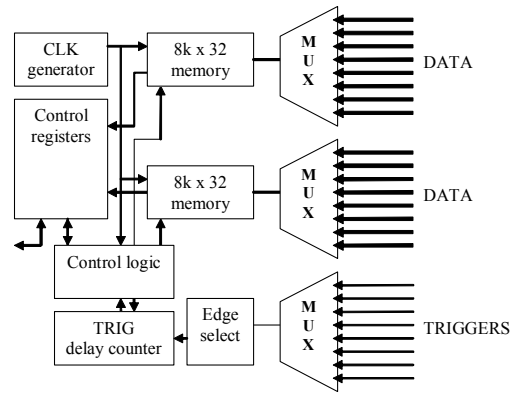 CLK
generator
8k x 32
memory
M
U
X
DATA
Control
registers
8k x 32
memory
M
U
X
DATA
Control logic
TRIG
delay counter
Edge
select
M
U
X
TRIGGERS